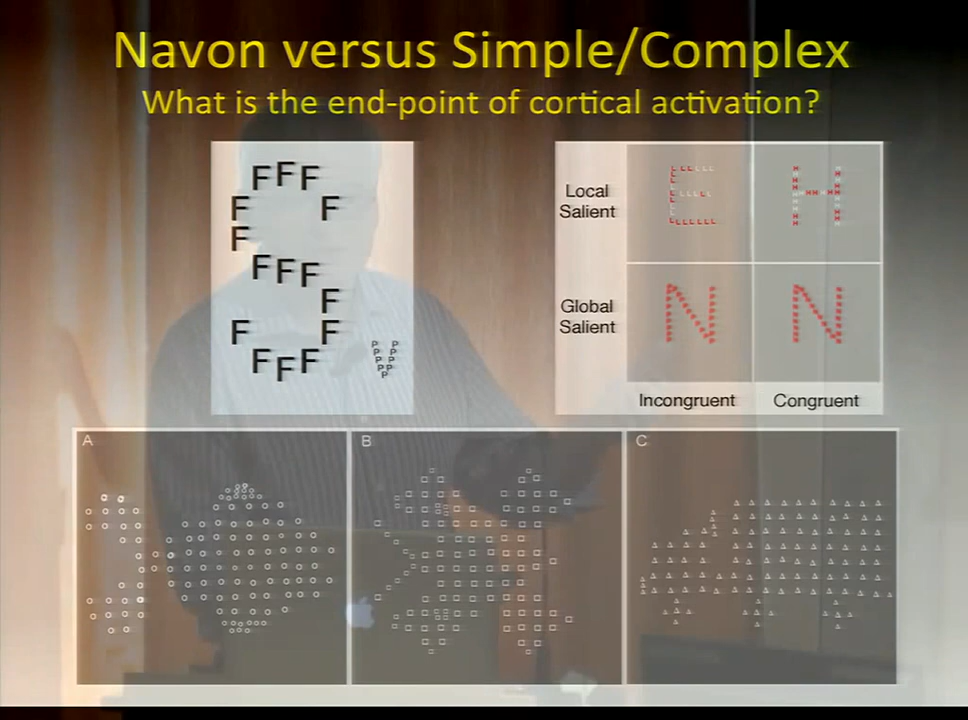 Navon versus Simple/Complex
What is the end-point of cortical activation?
F F F
F F
F
F F F
F
F F
F F F
P P
P P
P P
P P
P
Local
Salient
Global
Salient
Incongruent Congruent
A B C